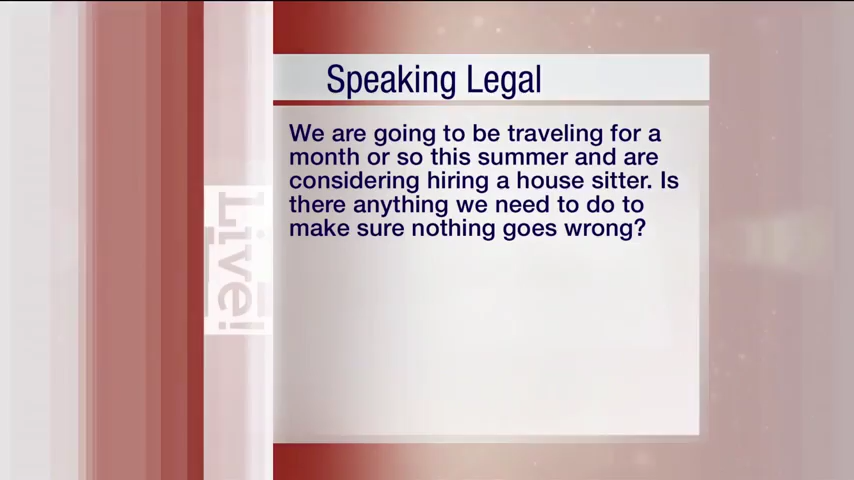 Speaking Legal
We are going to be traveling for a
month or so this summer and are
considering hiring a house sitter. Is
there anything we need to do to
make sure nothing goes wrong?
Live!